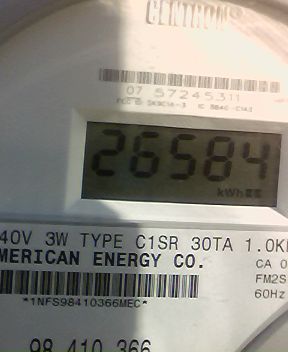 CENTRON®
07 57245311
26584
kWh
40V 3W TYPE C1SR 30TA 1.0K
MERICAN ENERGY CO.
CA 0
FM2S
*1NFS98410366MEC*
60Hz
98 410 366